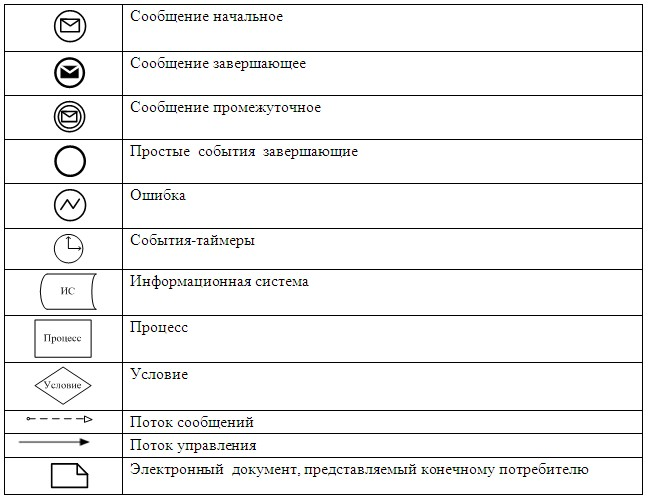 Сообщение начальное
Сообщение завершающее
Сообщение промежуточное
Простые события завершающие
Ошибка
События-таймеры
ИС
Информационная система
Процесс
Процесс
Условие
Условие
Поток сообщений
Поток управления
Электронный документ, представляемый конечному потребителю